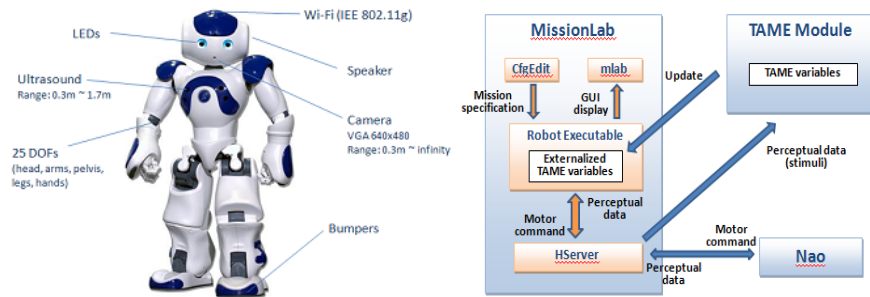 Wi-Fi (IEE 802.11g)
LEDs
Speaker
Ultrasound
Range: 0.3m ~ 1.7m
Camera
VGA 640x480
Range: 0.3m ~ infinity
25 DOFs
(head, arms, pelvis,
legs, hands)
Bumpers
MissionLab
CfgEdit
mlab
Mission
specification
GUI
display
Robot Executable
Externalized
TAME variables
Motor
command
Perceptual
data
HServer
TAME Module
TAME variables
Update
Perceptual data
(stimuli)
Motor
command
Perceptual
data
Nao